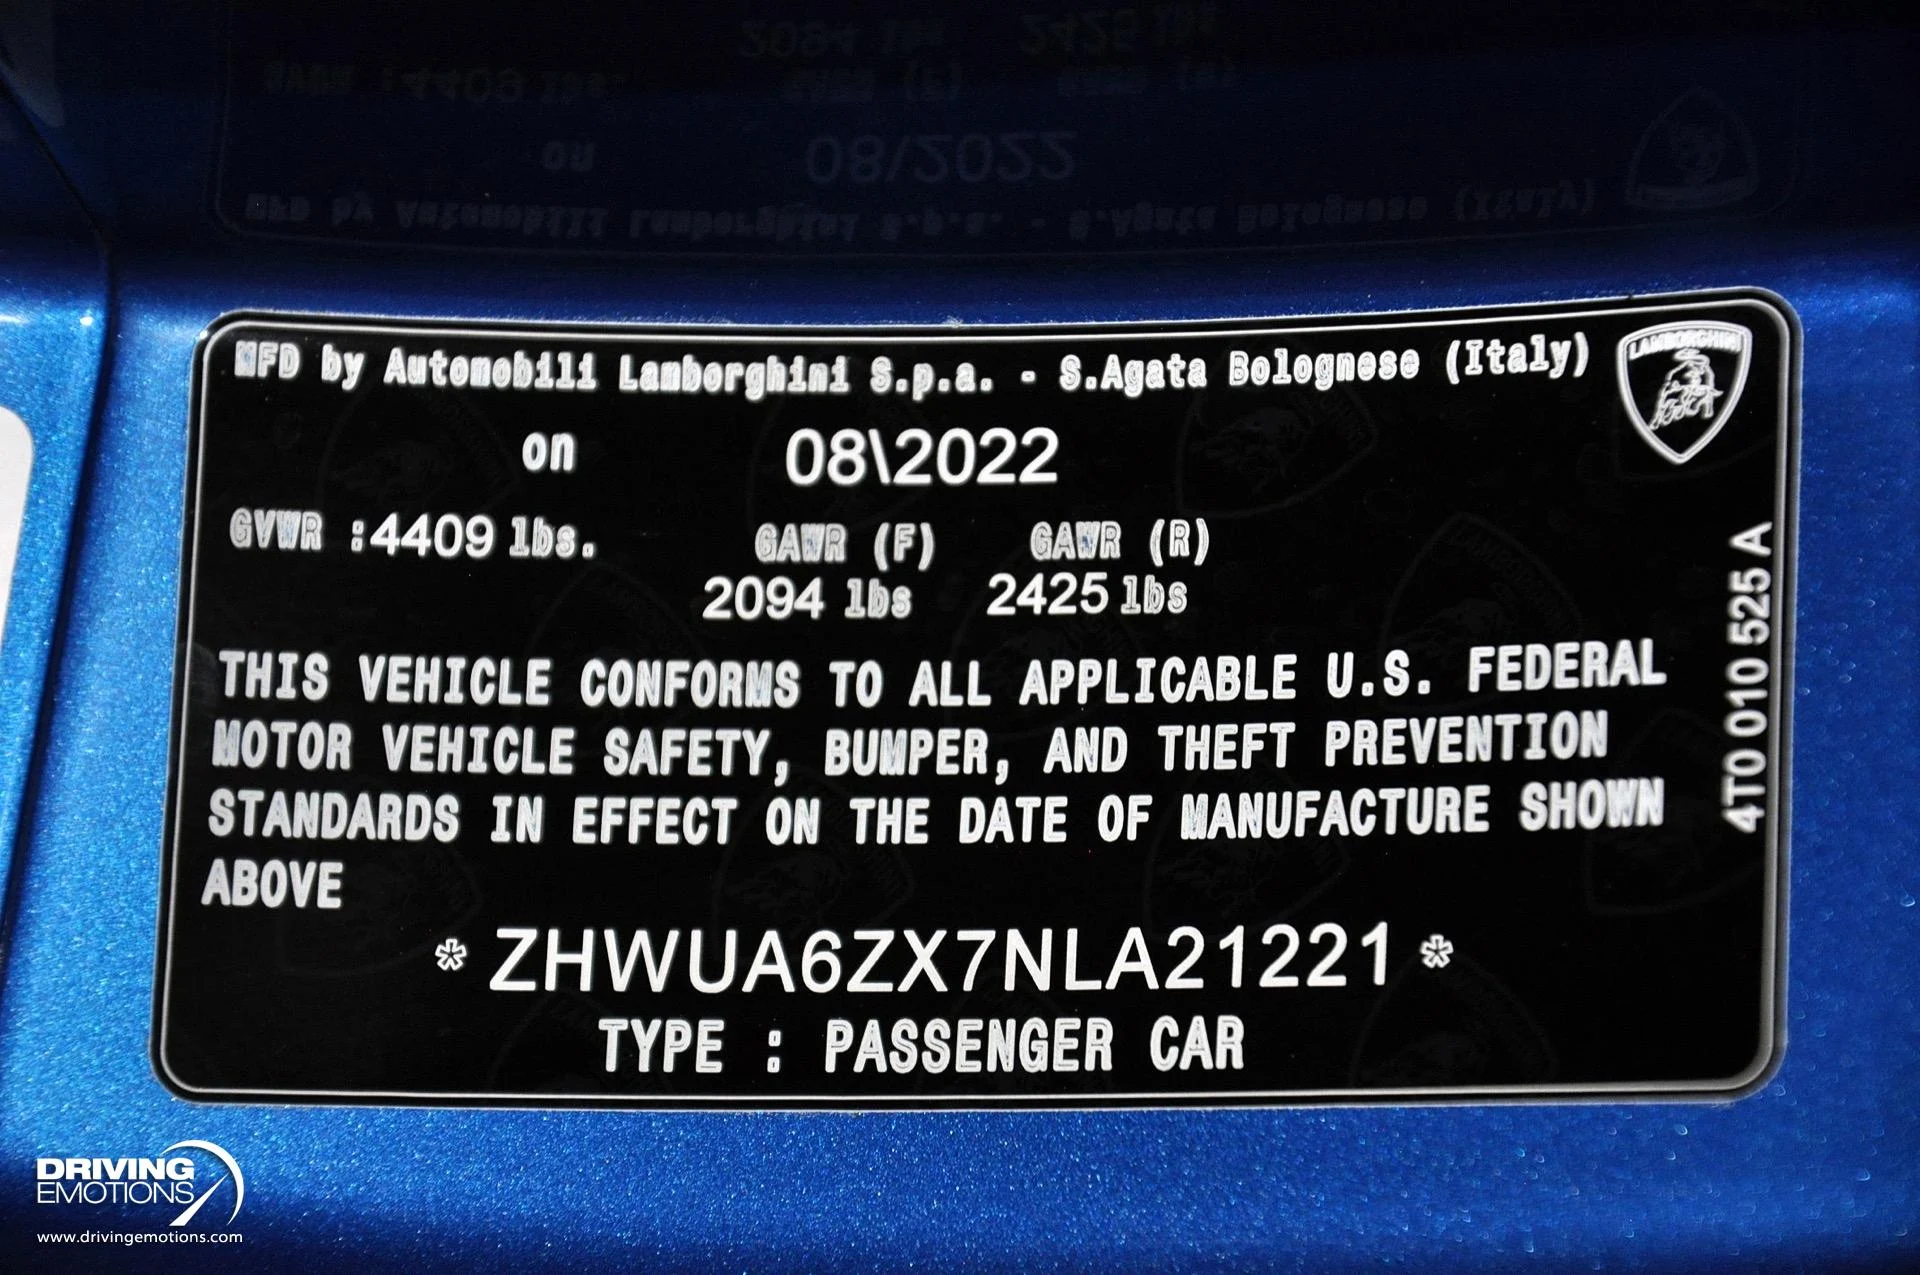 MFD by Automobili Lamborghini S.p.a. - S.Agata Bolognese (Italy)
LAMBORGHINI
on 08\2022
GVWR :4409 lbs. GAWR (F) GAWR (R)
2094 lbs 2425 lbs
THIS VEHICLE CONFORMS TO ALL APPLICABLE U.S. FEDERAL
MOTOR VEHICLE SAFETY, BUMPER, AND THEFT PREVENTION
STANDARDS IN EFFECT ON THE DATE OF MANUFACTURE SHOWN
ABOVE
* ZHWUA6ZX7NLA21221 *
TYPE : PASSENGER CAR
4T0 010 525 A
DRIVING
EMOTIONS
www.drivingemotions.com